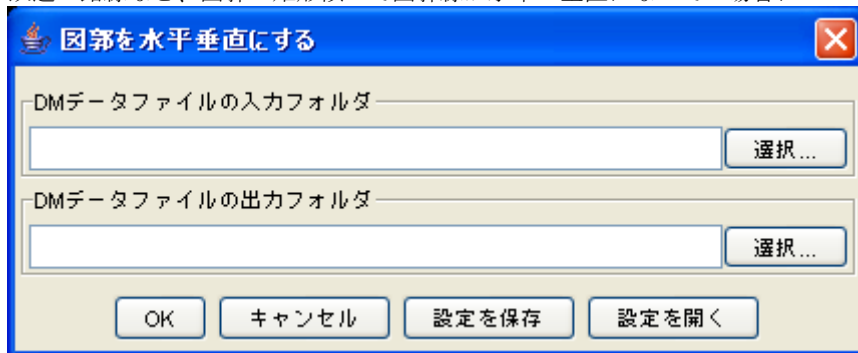 図郭を水平垂直にする
DMデータファイルの入力フォルダ
選択...
DMデータファイルの出力フォルダ
選択...
OK キャンセル 設定を保存 設定を開く